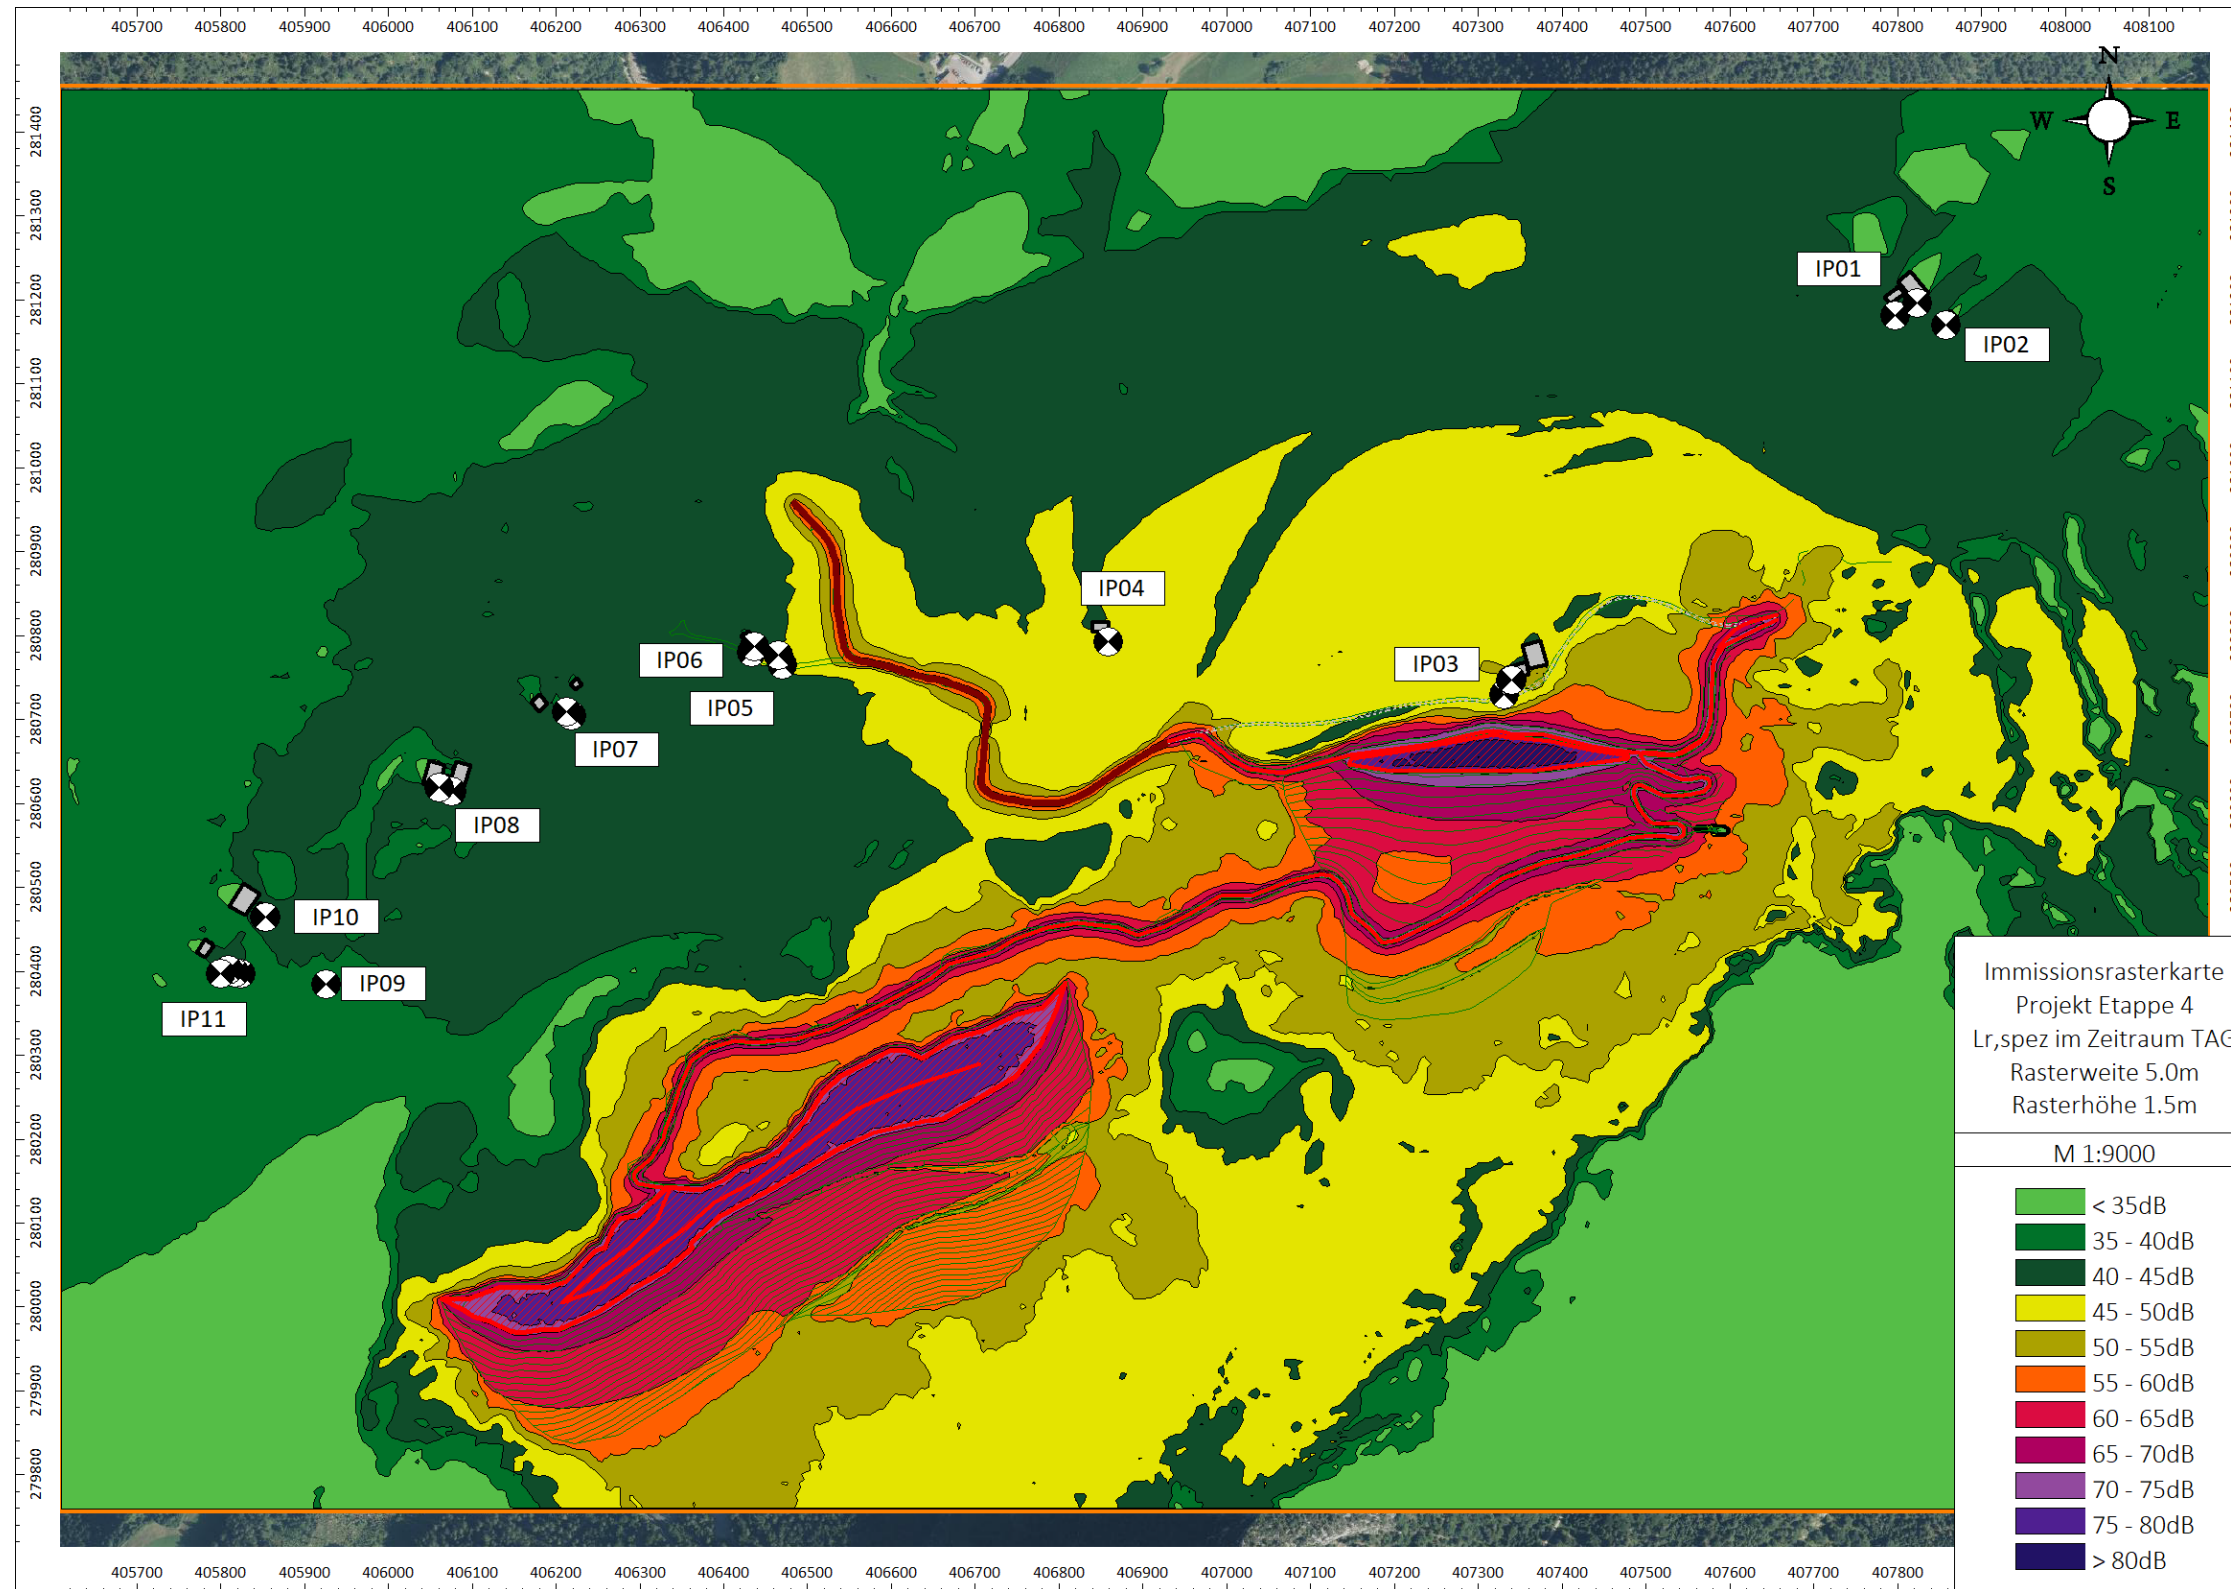 405700 405800 405900 406000 406100 406200 406300 406400 406500 406600 406700 406800 406900 407000 407100 407200 407300 407400 407500 407600 407700 407800 407900 408000 408100
N
W E
S
281400
281300
281200
281100
281000
280900
280800
280700
280600
280500
280400
280300
280200
280100
280000
279900
279800
IP01
IP02
IP04
IP03
IP06
IP05
IP07
IP08
IP10
IP09
IP11
Immissionsrasterkarte
Projekt Etappe 4
Lr,spez im Zeitraum TAG
Rasterweite 5.0m
Rasterhöhe 1.5m
M 1:9000
< 35dB
35 - 40dB
40 - 45dB
45 - 50dB
50 - 55dB
55 - 60dB
60 - 65dB
65 - 70dB
70 - 75dB
75 - 80dB
> 80dB
405700 405800 405900 406000 406100 406200 406300 406400 406500 406600 406700 406800 406900 407000 407100 407200 407300 407400 407500 407600 407700 407800